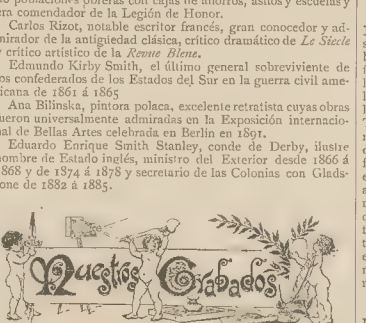 poblaciones obreras con cajas de ahorros, asilos y escuelas y
era comendador de la Legión de Honor.
Carlos Rizot, notable escritor francés, gran conocedor y ad-
mirador de la antigüedad clásica, crítico dramático de Le Siecle
y crítico artístico de la Revue Blene.
Edmundo Kirby Smith, el último general sobreviviente de
los confederados de los Estados del Sur en la guerra civil ame-
ricana de 1861 á 1865
Ana Bilinska, pintora polaca, excelente retratista cuyas obras
fueron universalmente admiradas en la Exposición internacio-
nal de Bellas Artes celebrada en Berlín en 1891.
Eduardo Enrique Smith Stanley, conde de Derby, ilustre
hombre de Estado inglés, ministro del Exterior desde 1866 á
1868 y de 1874 á 1878 y secretario de las Colonias con Glads-
tone de 1882 á 1885.
Nuestros Grabados